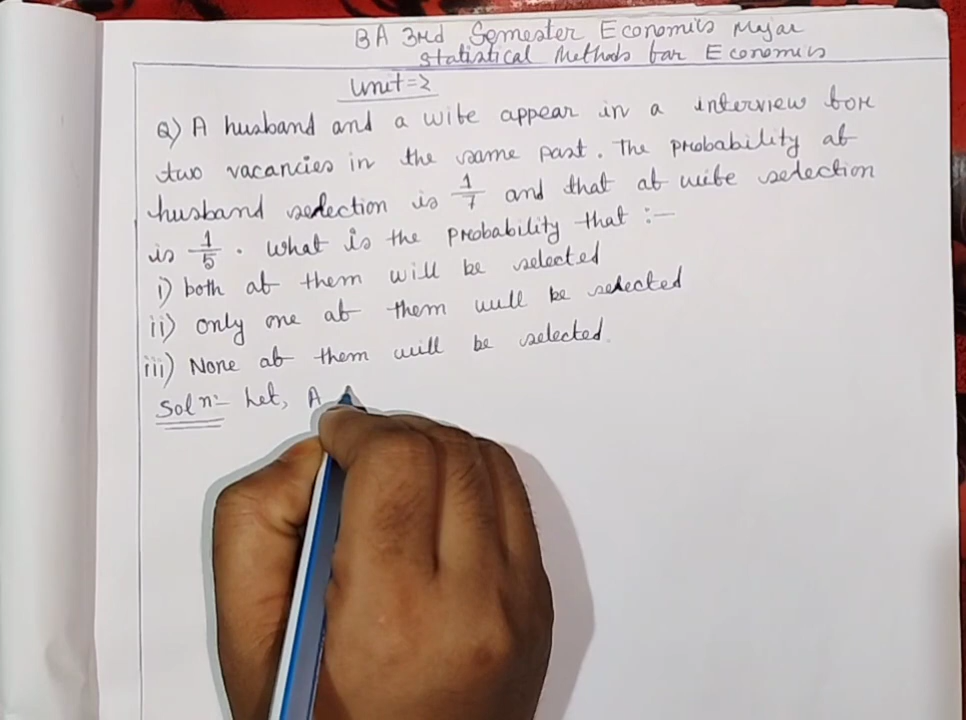 BA 3rd Semester Economics Major
Statistical Methods for Economics
Unit=2
Q) A husband and a wife appear in a interview for
two vacancies in the same post. The probability of
husband selection is 1/7 and that of wife selection
is 1/5. What is the probability that :-
i) both of them will be selected
ii) only one of them will be selected
iii) None of them will be selected.
Soln:- Let, A